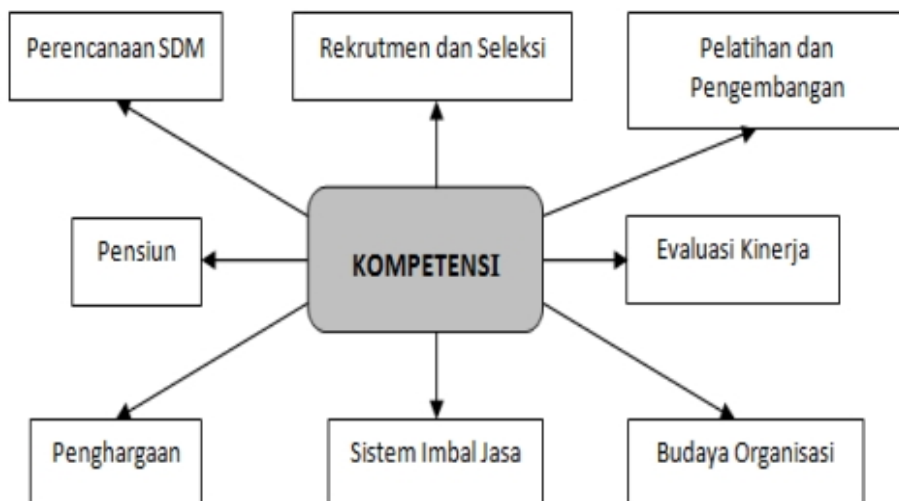 Perencanaan SDM
Rekrutmen dan Seleksi
Pelatihan dan
Pengembangan
Pensiun
KOMPETENSI
Evaluasi Kinerja
Penghargaan
Sistem Imbal Jasa
Budaya Organisasi